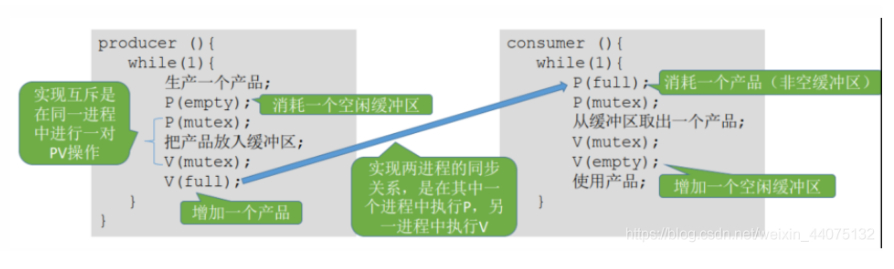 producer (){
while(1){
生产一个产品;
P(empty);
P(mutex);
把产品放入缓冲区;
V(mutex);
V(full);
}
}
实现互斥是
在同一进程
中进行一对
PV操作
消耗一个空闲缓冲区
增加一个产品
实现两进程的同步
关系，是在其中一
个进程中执行P，另
一进程中执行V
consumer (){
while(1){
P(full);
P(mutex);
从缓冲区取出一个产品;
V(mutex);
V(empty);
使用产品;
}
}
消耗一个产品（非空缓冲区）
增加一个空闲缓冲区
https://blog.csdn.net/weixin_44075132